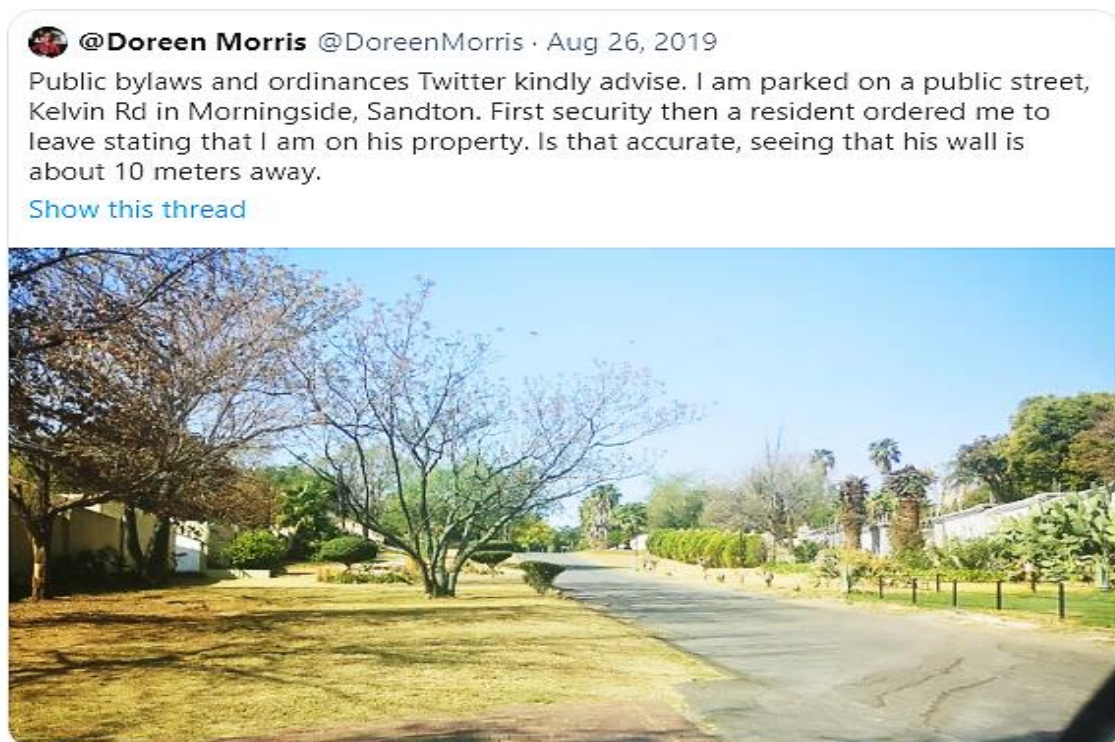 @Doreen Morris @DoreenMorris · Aug 26, 2019
Public bylaws and ordinances Twitter kindly advise. I am parked on a public street,
Kelvin Rd in Morningside, Sandton. First security then a resident ordered me to
leave stating that I am on his property. Is that accurate, seeing that his wall is
about 10 meters away.
Show this thread